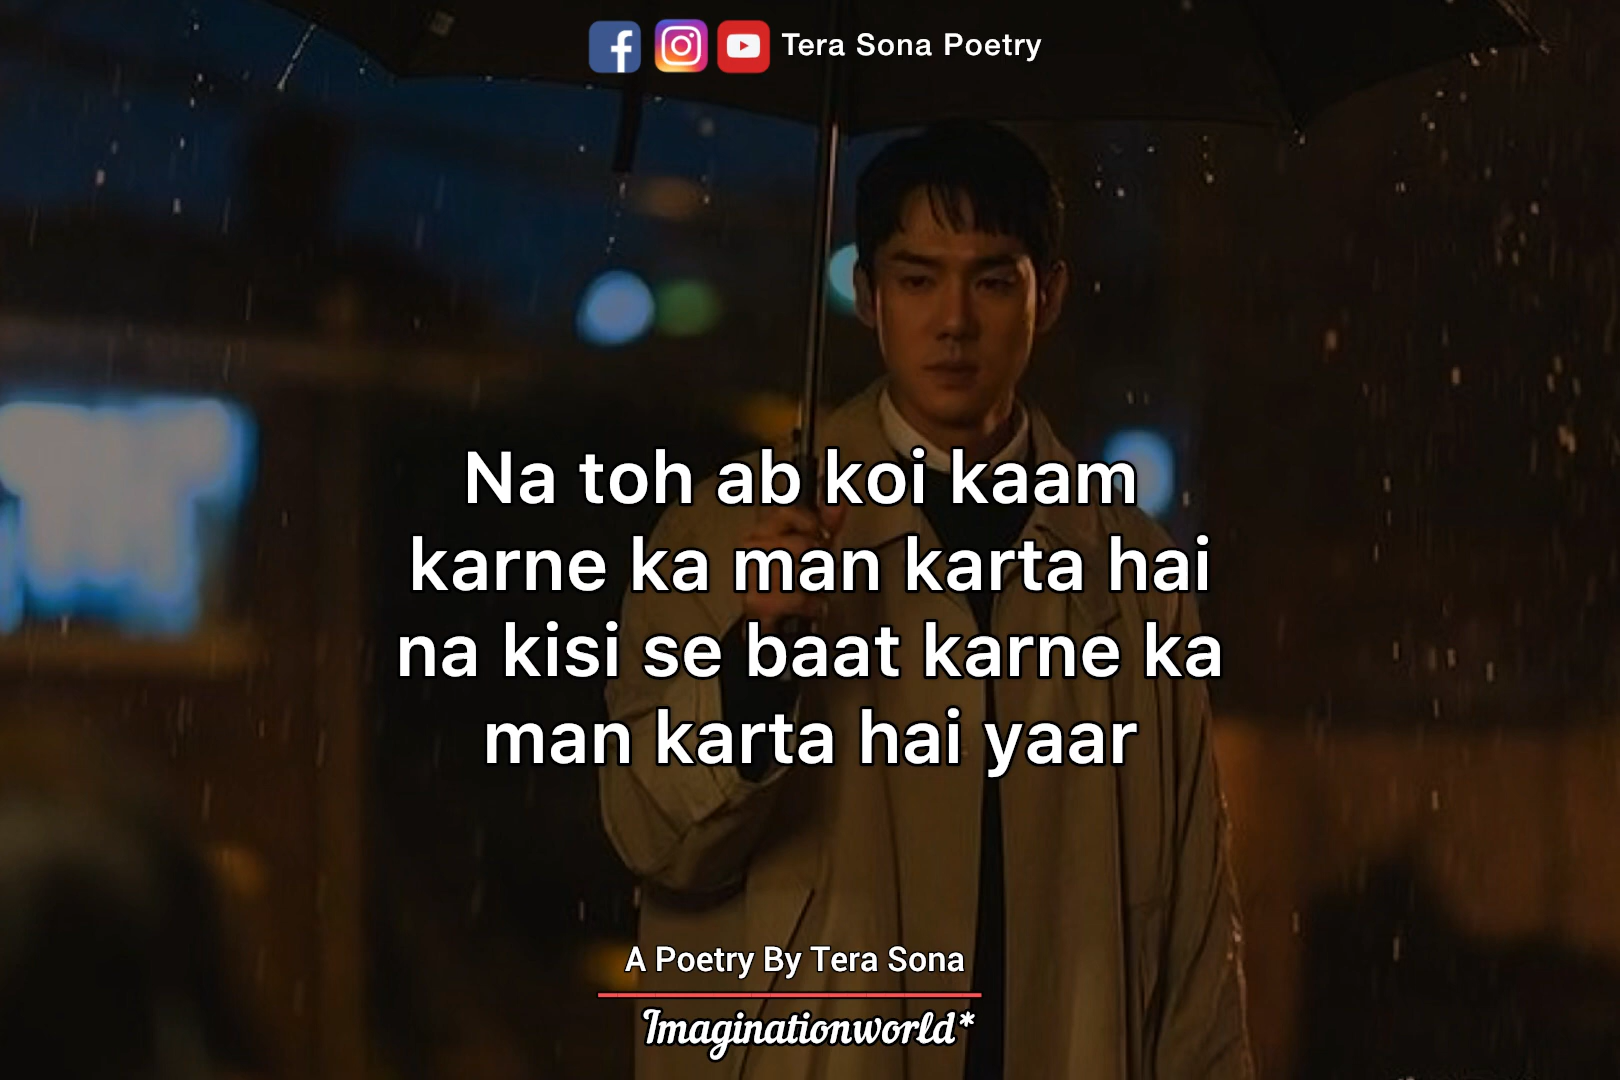 Tera Sona Poetry
Na toh ab koi kaam
karne ka man karta hai
na kisi se baat karne ka
man karta hai yaar
A Poetry By Tera Sona
Imaginationworld*